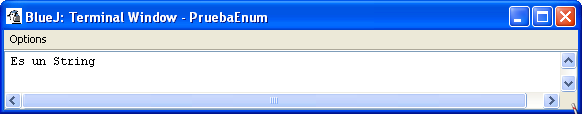 BlueJ: Terminal Window - PruebaEnum
Options
Es un String